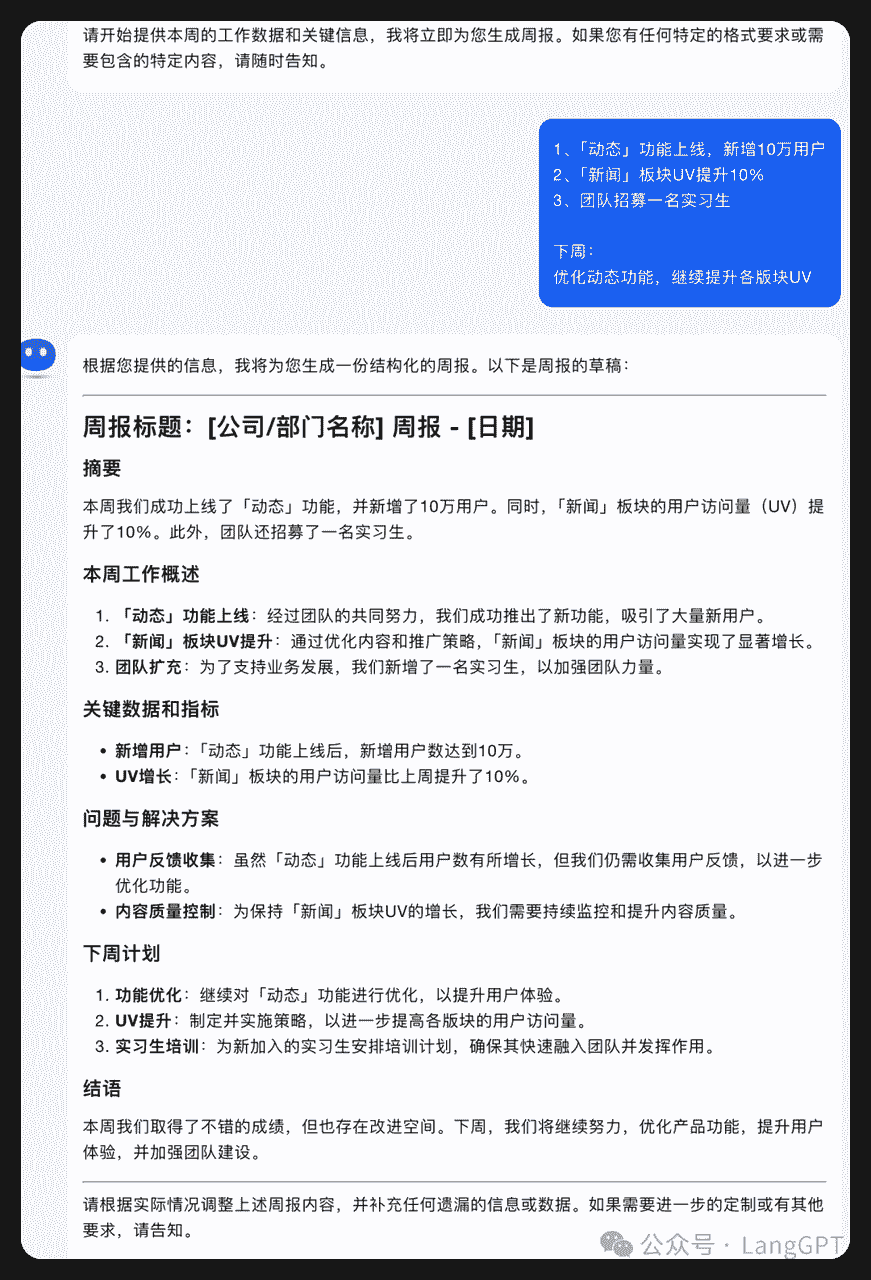 请开始提供本周的工作数据和关键信息，我将立即为您生成周报。如果您有任何特定的格式要求或需
要包含的特定内容，请随时告知。
1、「动态」功能上线，新增10万用户
2、「新闻」板块UV提升10%
3、团队招募一名实习生
下周：
优化动态功能，继续提升各版块UV
根据您提供的信息，我将为您生成一份结构化的周报。以下是周报的草稿：
周报标题：[公司/部门名称] 周报 - [日期]
摘要
本周我们成功上线了「动态」功能，并新增了10万用户。同时，「新闻」板块的用户访问量（UV）提
升了10%。此外，团队还招募了一名实习生。
本周工作概述
1. 「动态」功能上线：经过团队的共同努力，我们成功推出了新功能，吸引了大量新用户。
2. 「新闻」板块UV提升：通过优化内容和推广策略，「新闻」板块的用户访问量实现了显著增长。
3. 团队扩充：为了支持业务发展，我们新增了一名实习生，以加强团队力量。
关键数据和指标
• 新增用户：「动态」功能上线后，新增用户数达到10万。
• UV增长：「新闻」板块的用户访问量比上周提升了10%。
问题与解决方案
• 用户反馈收集：虽然「动态」功能上线后用户数有所增长，但我们仍需收集用户反馈，以进一步
优化功能。
• 内容质量控制：为保持「新闻」板块UV的增长，我们需要持续监控和提升内容质量。
下周计划
1. 功能优化：继续对「动态」功能进行优化，以提升用户体验。
2. UV提升：制定并实施策略，以进一步提高各版块的用户访问量。
3. 实习生培训：为新加入的实习生安排培训计划，确保其快速融入团队并发挥作用。
结语
本周我们取得了不错的成绩，但也存在改进空间。下周，我们将继续努力，优化产品功能，提升用户
体验，并加强团队建设。
请根据实际情况调整上述周报内容，并补充任何遗漏的信息或数据。如果需要进一步的定制或有其他
要求，请告知。
公众号 · LangGPT